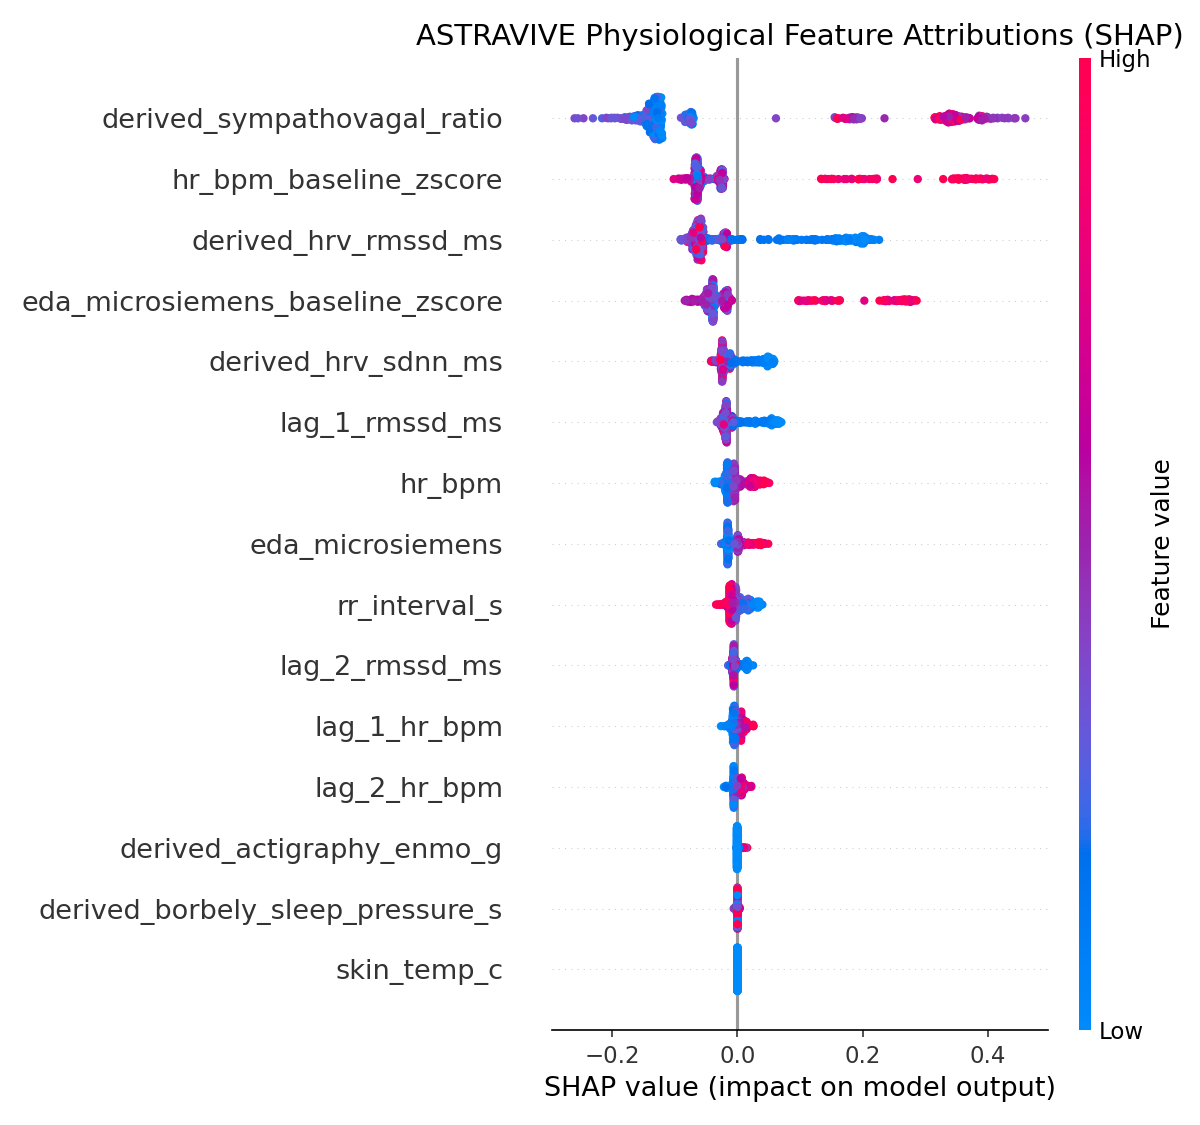 ASTRAVIVE Physiological Feature Attributions (SHAP)
High
derived_sympathovagal_ratio
hr_bpm_baseline_zscore
derived_hrv_rmssd_ms
eda_microsiemens_baseline_zscore
derived_hrv_sdnn_ms
lag_1_rmssd_ms
hr_bpm
eda_microsiemens
rr_interval_s
lag_2_rmssd_ms
lag_1_hr_bpm
lag_2_hr_bpm
derived_actigraphy_enmo_g
derived_borbely_sleep_pressure_s
skin_temp_c
Feature value
Low
−0.2 0.0 0.2 0.4
SHAP value (impact on model output)